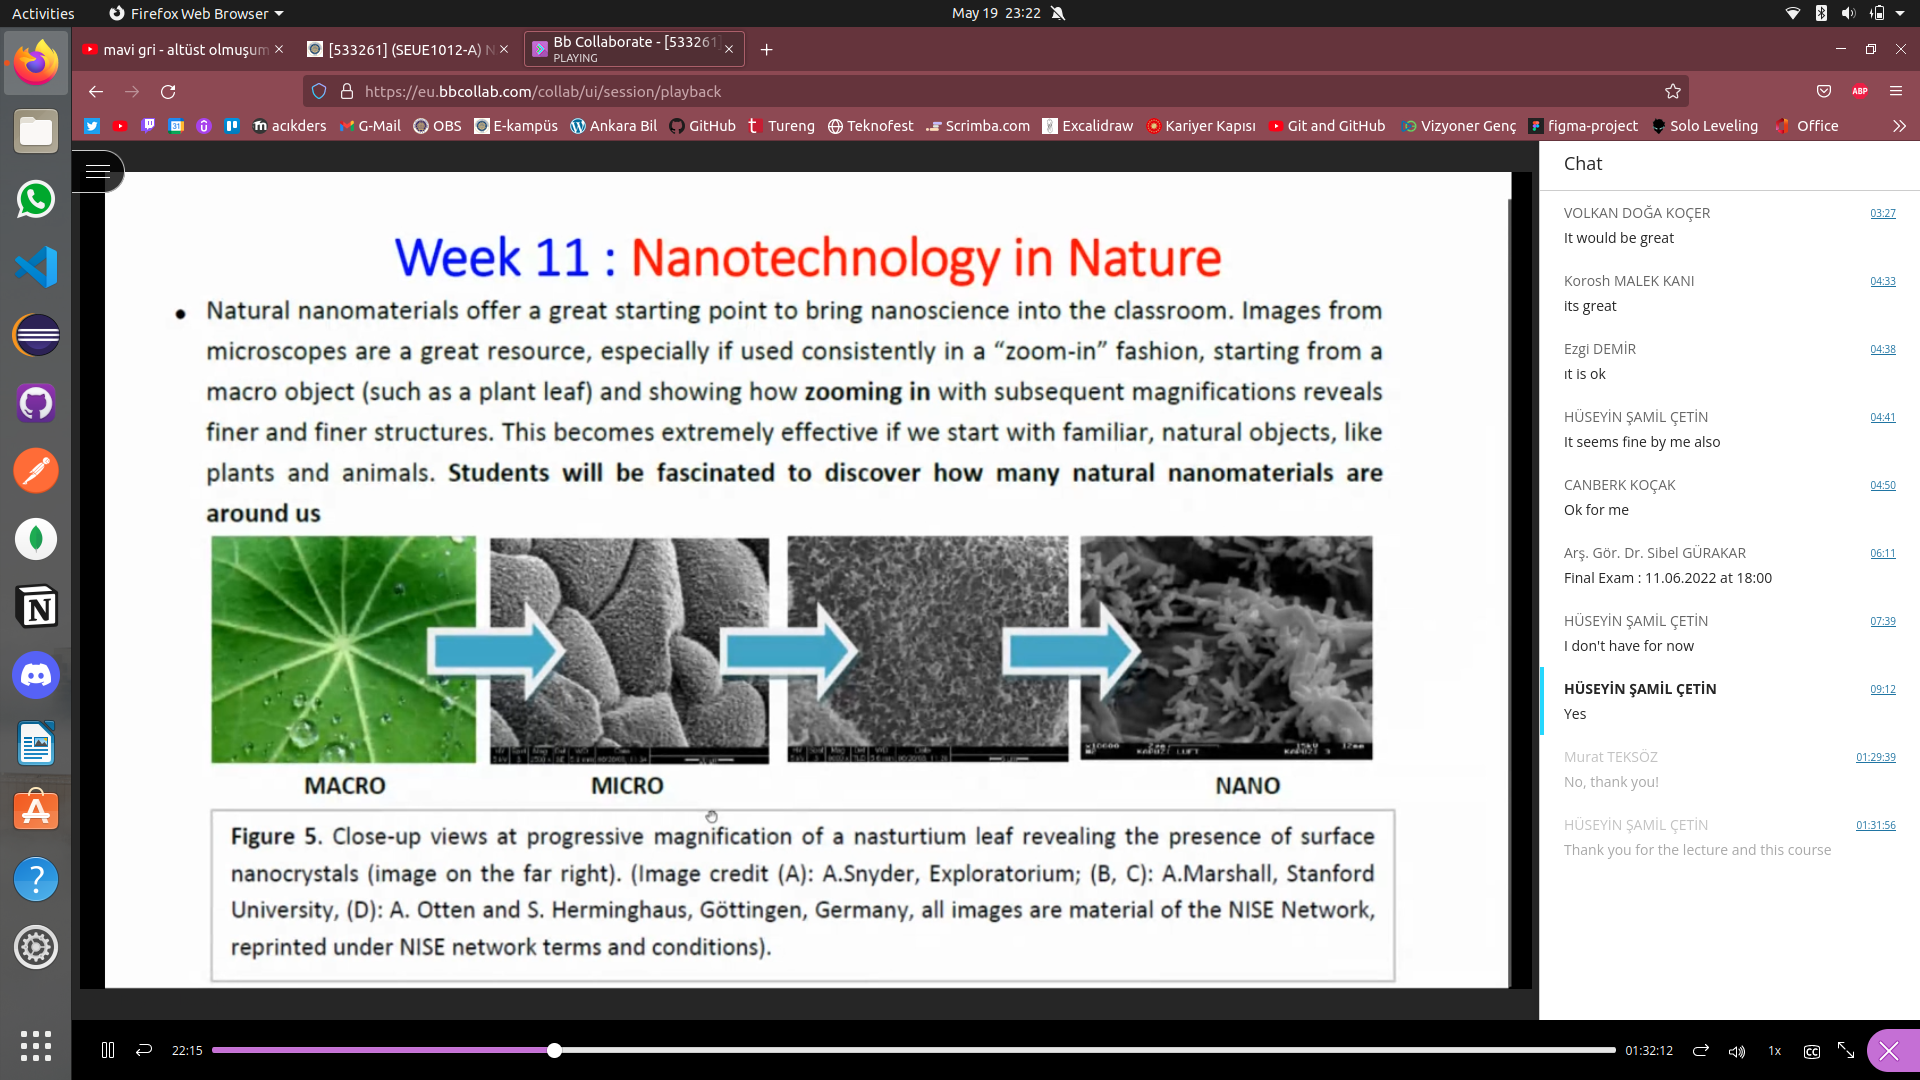 Activities
Firefox Web Browser
May 19 23:22
mavi gri - altüst olmuşum
[533261] (SEUE1012-A) N
Bb Collaborate - [533261]
PLAYING
https://eu.bbcollab.com/collab/ui/session/playback
ABP
acıkders
G-Mail
OBS
E-kampüs
Ankara Bil
GitHub
Tureng
Teknofest
Scrimba.com
Excalidraw
Kariyer Kapısı
Git and GitHub
Vizyoner Genç
figma-project
Solo Leveling
Office
Week 11 : Nanotechnology in Nature
• Natural nanomaterials offer a great starting point to bring nanoscience into the classroom. Images from
microscopes are a great resource, especially if used consistently in a “zoom-in” fashion, starting from a
macro object (such as a plant leaf) and showing how zooming in with subsequent magnifications reveals
finer and finer structures. This becomes extremely effective if we start with familiar, natural objects, like
plants and animals. Students will be fascinated to discover how many natural nanomaterials are
around us
MACRO
MICRO
NANO
Figure 5. Close-up views at progressive magnification of a nasturtium leaf revealing the presence of surface
nanocrystals (image on the far right). (Image credit (A): A.Snyder, Exploratorium; (B, C): A.Marshall, Stanford
University, (D): A. Otten and S. Herminghaus, Göttingen, Germany, all images are material of the NISE Network,
reprinted under NISE network terms and conditions).
Chat
VOLKAN DOĞA KOÇER 03:27
It would be great
Korosh MALEK KANI 04:33
its great
Ezgi DEMİR 04:38
ıt is ok
HÜSEYİN ŞAMİL ÇETİN 04:41
It seems fine by me also
CANBERK KOÇAK 04:50
Ok for me
Arş. Gör. Dr. Sibel GÜRAKAR 06:11
Final Exam : 11.06.2022 at 18:00
HÜSEYİN ŞAMİL ÇETİN 07:39
I don't have for now
HÜSEYİN ŞAMİL ÇETİN 09:12
Yes
Murat TEKSÖZ 01:29:39
No, thank you!
HÜSEYİN ŞAMİL ÇETİN 01:31:56
Thank you for the lecture and this course
22:15
01:32:12
1x
CC